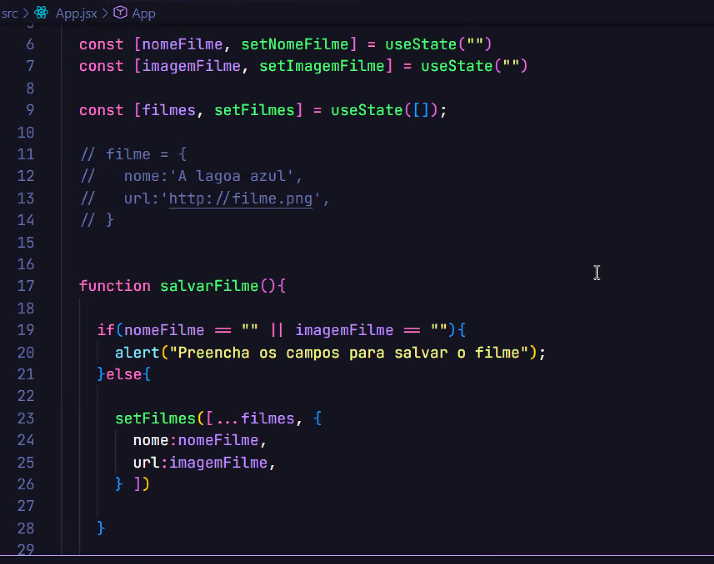 src > App.jsx > App
6 const [nomeFilme, setNomeFilme] = useState("")
7 const [imagemFilme, setImagemFilme] = useState("")
8
9 const [filmes, setFilmes] = useState([]);
10
11 // filme = {
12 //   nome:'A lagoa azul',
13 //   url:'http://filme.png',
14 // }
15
16
17 function salvarFilme(){
18
19   if(nomeFilme == "" || imagemFilme == ""){
20     alert("Preencha os campos para salvar o filme");
21   }else{
22
23     setFilmes([...filmes, {
24       nome:nomeFilme,
25       url:imagemFilme,
26     } ])
27
28   }
29